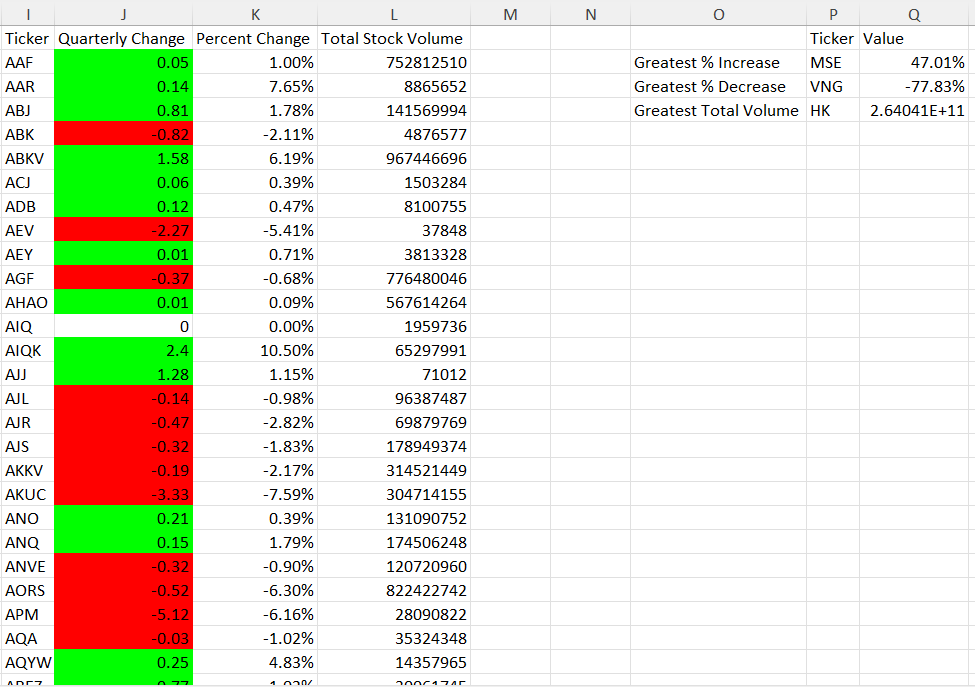 I J K L M N O P Q
Ticker Quarterly Change Percent Change Total Stock Volume Ticker Value
AAF 0.05 1.00% 752812510 Greatest % Increase MSE 47.01%
AAR 0.14 7.65% 8865652 Greatest % Decrease VNG -77.83%
ABJ 0.81 1.78% 141569994 Greatest Total Volume HK 2.64041E+11
ABK -0.82 -2.11% 4876577
ABKV 1.58 6.19% 967446696
ACJ 0.06 0.39% 1503284
ADB 0.12 0.47% 8100755
AEV -2.27 -5.41% 37848
AEY 0.01 0.71% 3813328
AGF -0.37 -0.68% 776480046
AHAO 0.01 0.09% 567614264
AIQ 0 0.00% 1959736
AIQK 2.4 10.50% 65297991
AJJ 1.28 1.15% 71012
AJL -0.14 -0.98% 96387487
AJR -0.47 -2.82% 69879769
AJS -0.32 -1.83% 178949374
AKKV -0.19 -2.17% 314521449
AKUC -3.33 -7.59% 304714155
ANO 0.21 0.39% 131090752
ANQ 0.15 1.79% 174506248
ANVE -0.32 -0.90% 120720960
AORS -0.52 -6.30% 822422742
APM -5.12 -6.16% 28090822
AQA -0.03 -1.02% 35324348
AQYW 0.25 4.83% 14357965